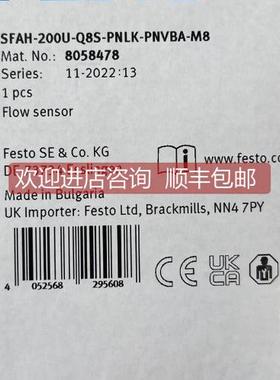 SFAH-200U-Q8S-PNLK-PNVBA-M8
Mat. No.: 8058478
Series: 11-2022:13
1 pcs
Flow sensor
Festo SE & Co. KG
www.festo.
欢迎进店咨询 顺丰包邮
Made in Bulgaria
UK Importer: Festo Ltd, Brackmills, NN4 7PY
4 052568 295608
CE UK CA